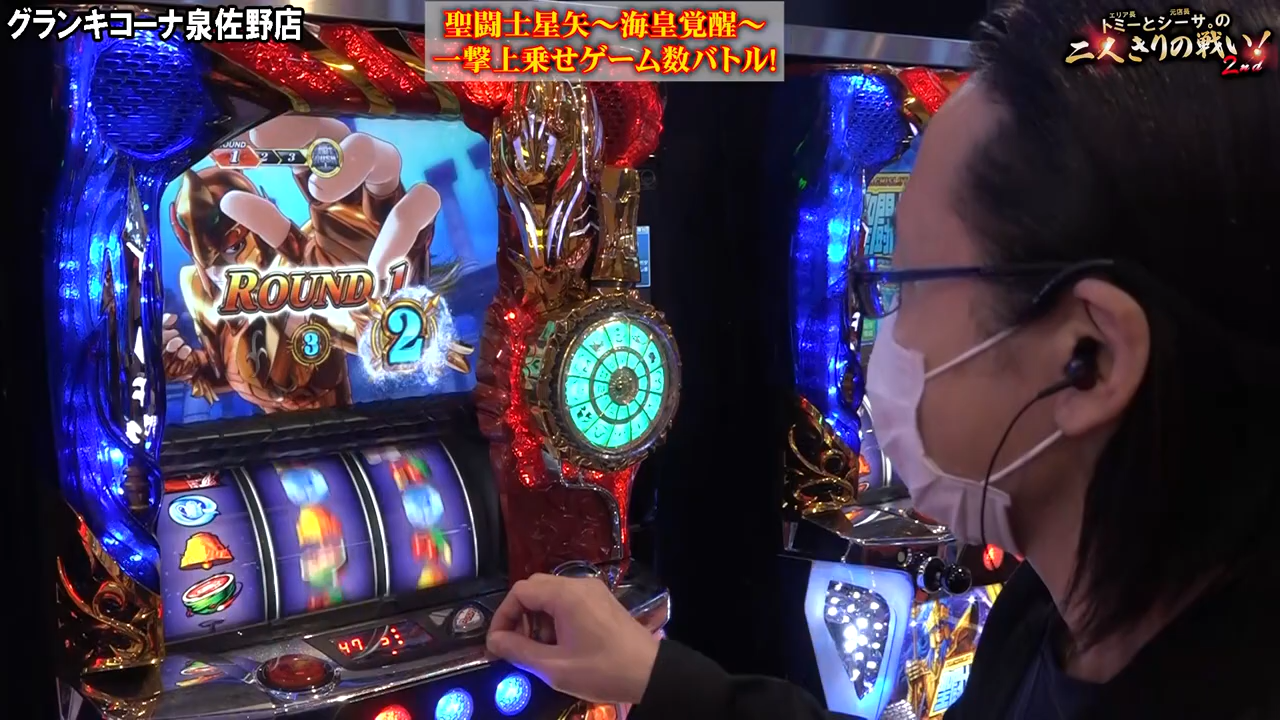 グランキコーナ泉佐野店
聖闘士星矢～海皇覚醒～
一撃上乗せゲーム数バトル!
エリア長 元店長
トミーとシーサ。の
二人きりの戦い!
2nd
ROUND
1 2 3
ROUND 1
3 2
47
闘